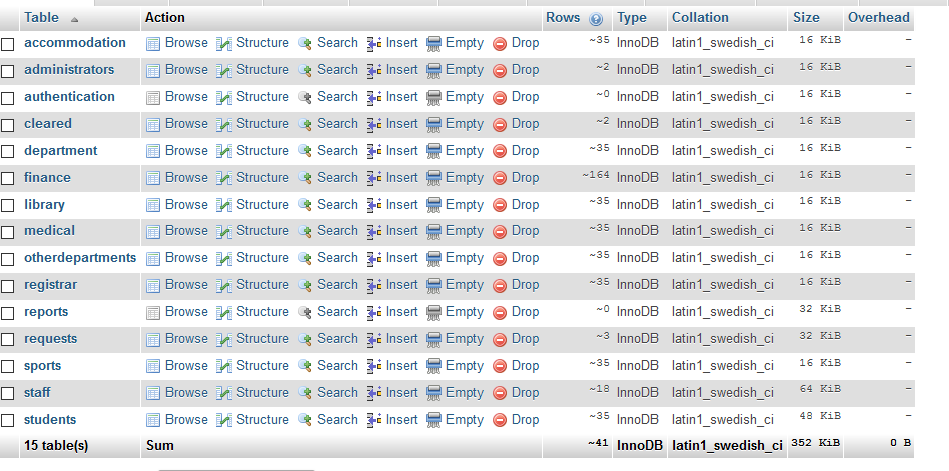 Table Action Rows Type Collation Size Overhead
accommodation Browse Structure Search Insert Empty Drop ~35 InnoDB latin1_swedish_ci 16 KiB -
administrators Browse Structure Search Insert Empty Drop ~2 InnoDB latin1_swedish_ci 16 KiB -
authentication Browse Structure Search Insert Empty Drop ~0 InnoDB latin1_swedish_ci 16 KiB -
cleared Browse Structure Search Insert Empty Drop ~2 InnoDB latin1_swedish_ci 16 KiB -
department Browse Structure Search Insert Empty Drop ~35 InnoDB latin1_swedish_ci 16 KiB -
finance Browse Structure Search Insert Empty Drop ~164 InnoDB latin1_swedish_ci 16 KiB -
library Browse Structure Search Insert Empty Drop ~35 InnoDB latin1_swedish_ci 16 KiB -
medical Browse Structure Search Insert Empty Drop ~35 InnoDB latin1_swedish_ci 16 KiB -
otherdepartments Browse Structure Search Insert Empty Drop ~35 InnoDB latin1_swedish_ci 16 KiB -
registrar Browse Structure Search Insert Empty Drop ~35 InnoDB latin1_swedish_ci 16 KiB -
reports Browse Structure Search Insert Empty Drop ~0 InnoDB latin1_swedish_ci 32 KiB -
requests Browse Structure Search Insert Empty Drop ~3 InnoDB latin1_swedish_ci 32 KiB -
sports Browse Structure Search Insert Empty Drop ~35 InnoDB latin1_swedish_ci 16 KiB -
staff Browse Structure Search Insert Empty Drop ~18 InnoDB latin1_swedish_ci 64 KiB -
students Browse Structure Search Insert Empty Drop ~35 InnoDB latin1_swedish_ci 48 KiB -
15 table(s) Sum ~41 InnoDB latin1_swedish_ci 352 KiB 0 B